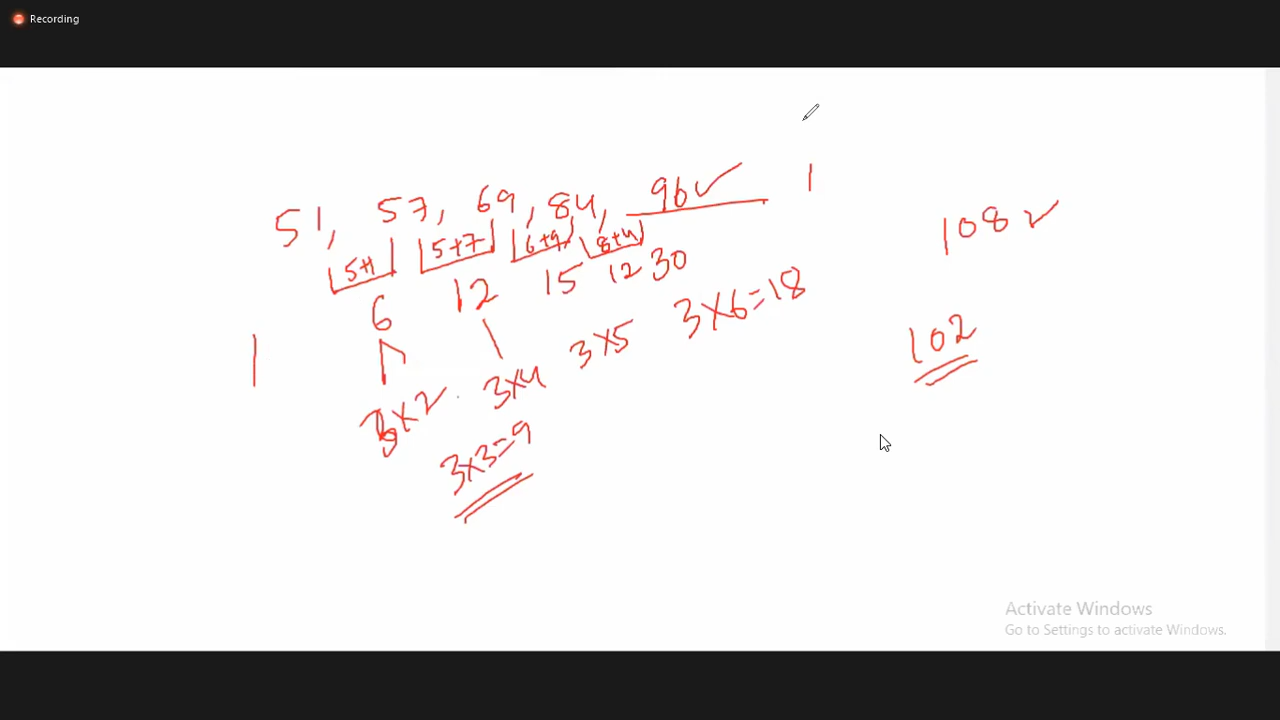 Recording
51, 57, 69, 84, 96✓ 1
5+1 5+7 6+9 8+4
108✓
6 12 15 12 30
1
3×2 3×4 3×5 3×6=18
102
3×3=9
Activate Windows
Go to Settings to activate Windows.